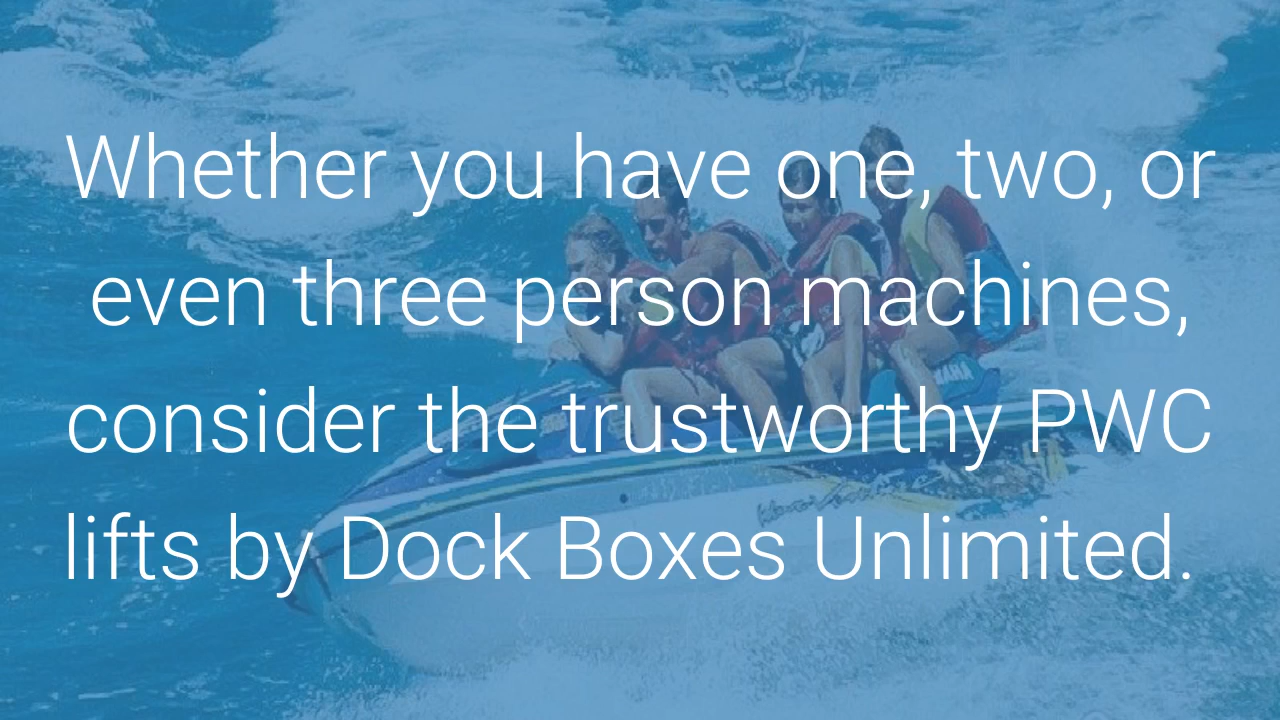 Whether you have one, two, or
even three person machines,
consider the trustworthy PWC
lifts by Dock Boxes Unlimited.